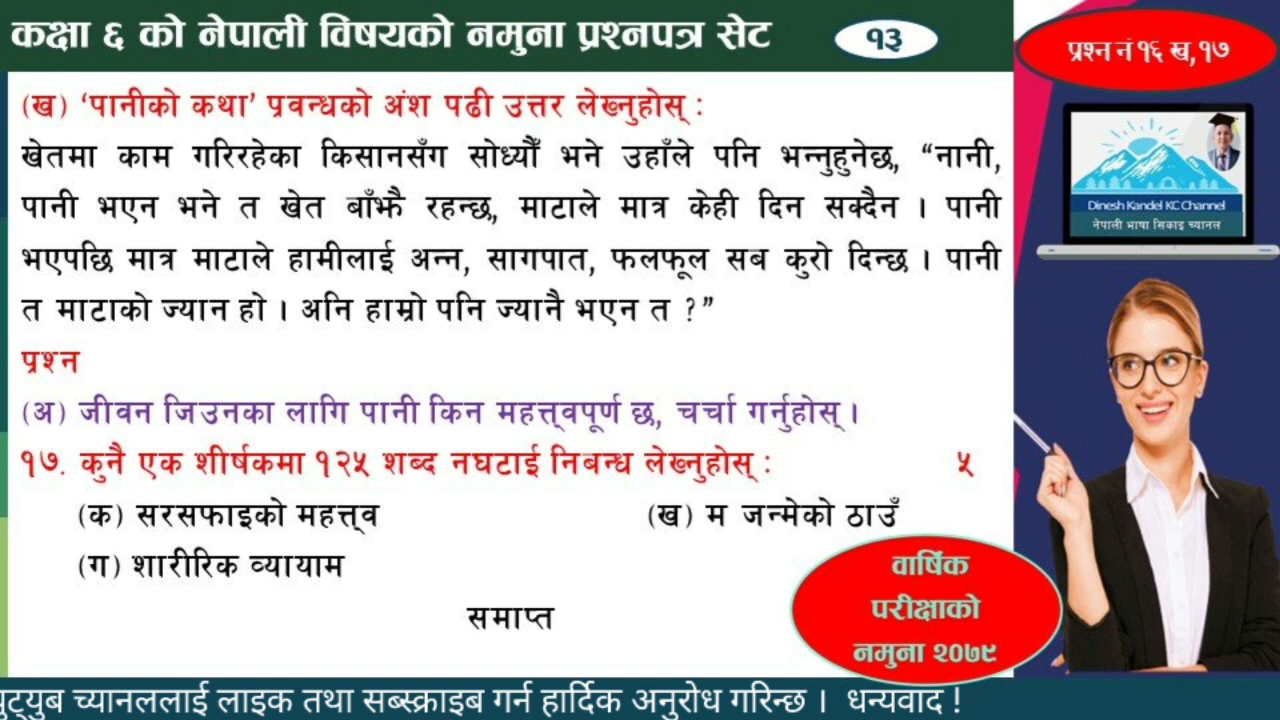 कक्षा ६ को नेपाली विषयको नमुना प्रश्नपत्र सेट १३
प्रश्न नं १६ ख,१७
(ख) ‘पानीको कथा’ प्रवन्धको अंश पढी उत्तर लेख्नुहोस् :
खेतमा काम गरिरहेका किसानसँग सोध्यौँ भने उहाँले पनि भन्नुहुनेछ, “नानी,
पानी भएन भने त खेत बाँझै रहन्छ, माटाले मात्र केही दिन सक्दैन । पानी
भएपछि मात्र माटाले हामीलाई अन्न, सागपात, फलफूल सब कुरो दिन्छ । पानी
त माटाको ज्यान हो । अनि हाम्रो पनि ज्यानै भएन त ?”
प्रश्न
(अ) जीवन जिउनका लागि पानी किन महत्त्वपूर्ण छ, चर्चा गर्नुहोस् ।
१७. कुनै एक शीर्षकमा १२५ शब्द नघटाई निबन्ध लेख्नुहोस् : ५
(क) सरसफाइको महत्त्व (ख) म जन्मेको ठाउँ
(ग) शारीरिक व्यायाम
समाप्त
Dinesh Kandel KC Channel
नेपाली भाषा सिकाइ च्यानल
वार्षिक
परीक्षाको
नमुना २०७९
युट्युब च्यानललाई लाइक तथा सब्स्क्राइब गर्न हार्दिक अनुरोध गरिन्छ । धन्यवाद !